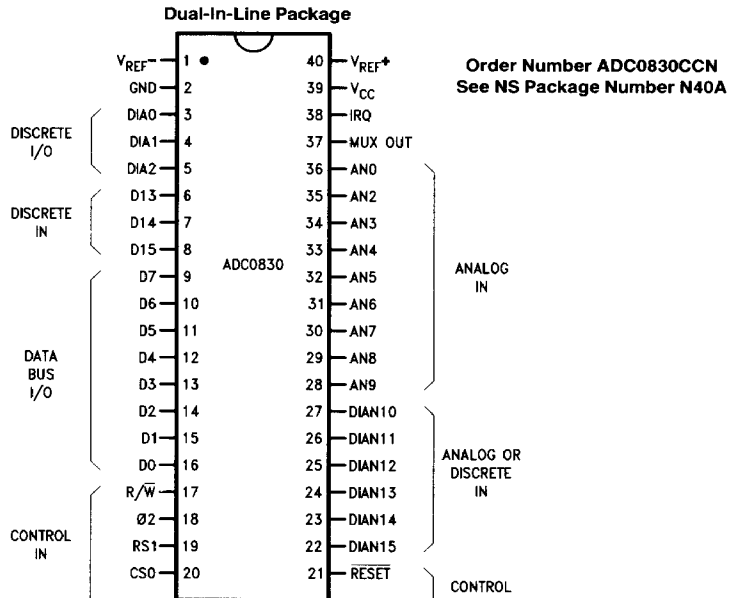 Dual-In-Line Package
Order Number ADC0830CCN
See NS Package Number N40A
ADC0830
VREF- 1
GND 2
DIA0 3
DIA1 4
DIA2 5
D13 6
D14 7
D15 8
D7 9
D6 10
D5 11
D4 12
D3 13
D2 14
D1 15
D0 16
R/W̅ 17
Ø2 18
RS1 19
CS0 20
40 VREF+
39 VCC
38 IRQ
37 MUX OUT
36 AN0
35 AN2
34 AN3
33 AN4
32 AN5
31 AN6
30 AN7
29 AN8
28 AN9
27 DIAN10
26 DIAN11
25 DIAN12
24 DIAN13
23 DIAN14
22 DIAN15
21 R̅E̅S̅E̅T̅
DISCRETE
I/O
DISCRETE
IN
DATA
BUS
I/O
CONTROL
IN
ANALOG
IN
ANALOG OR
DISCRETE
IN
CONTROL